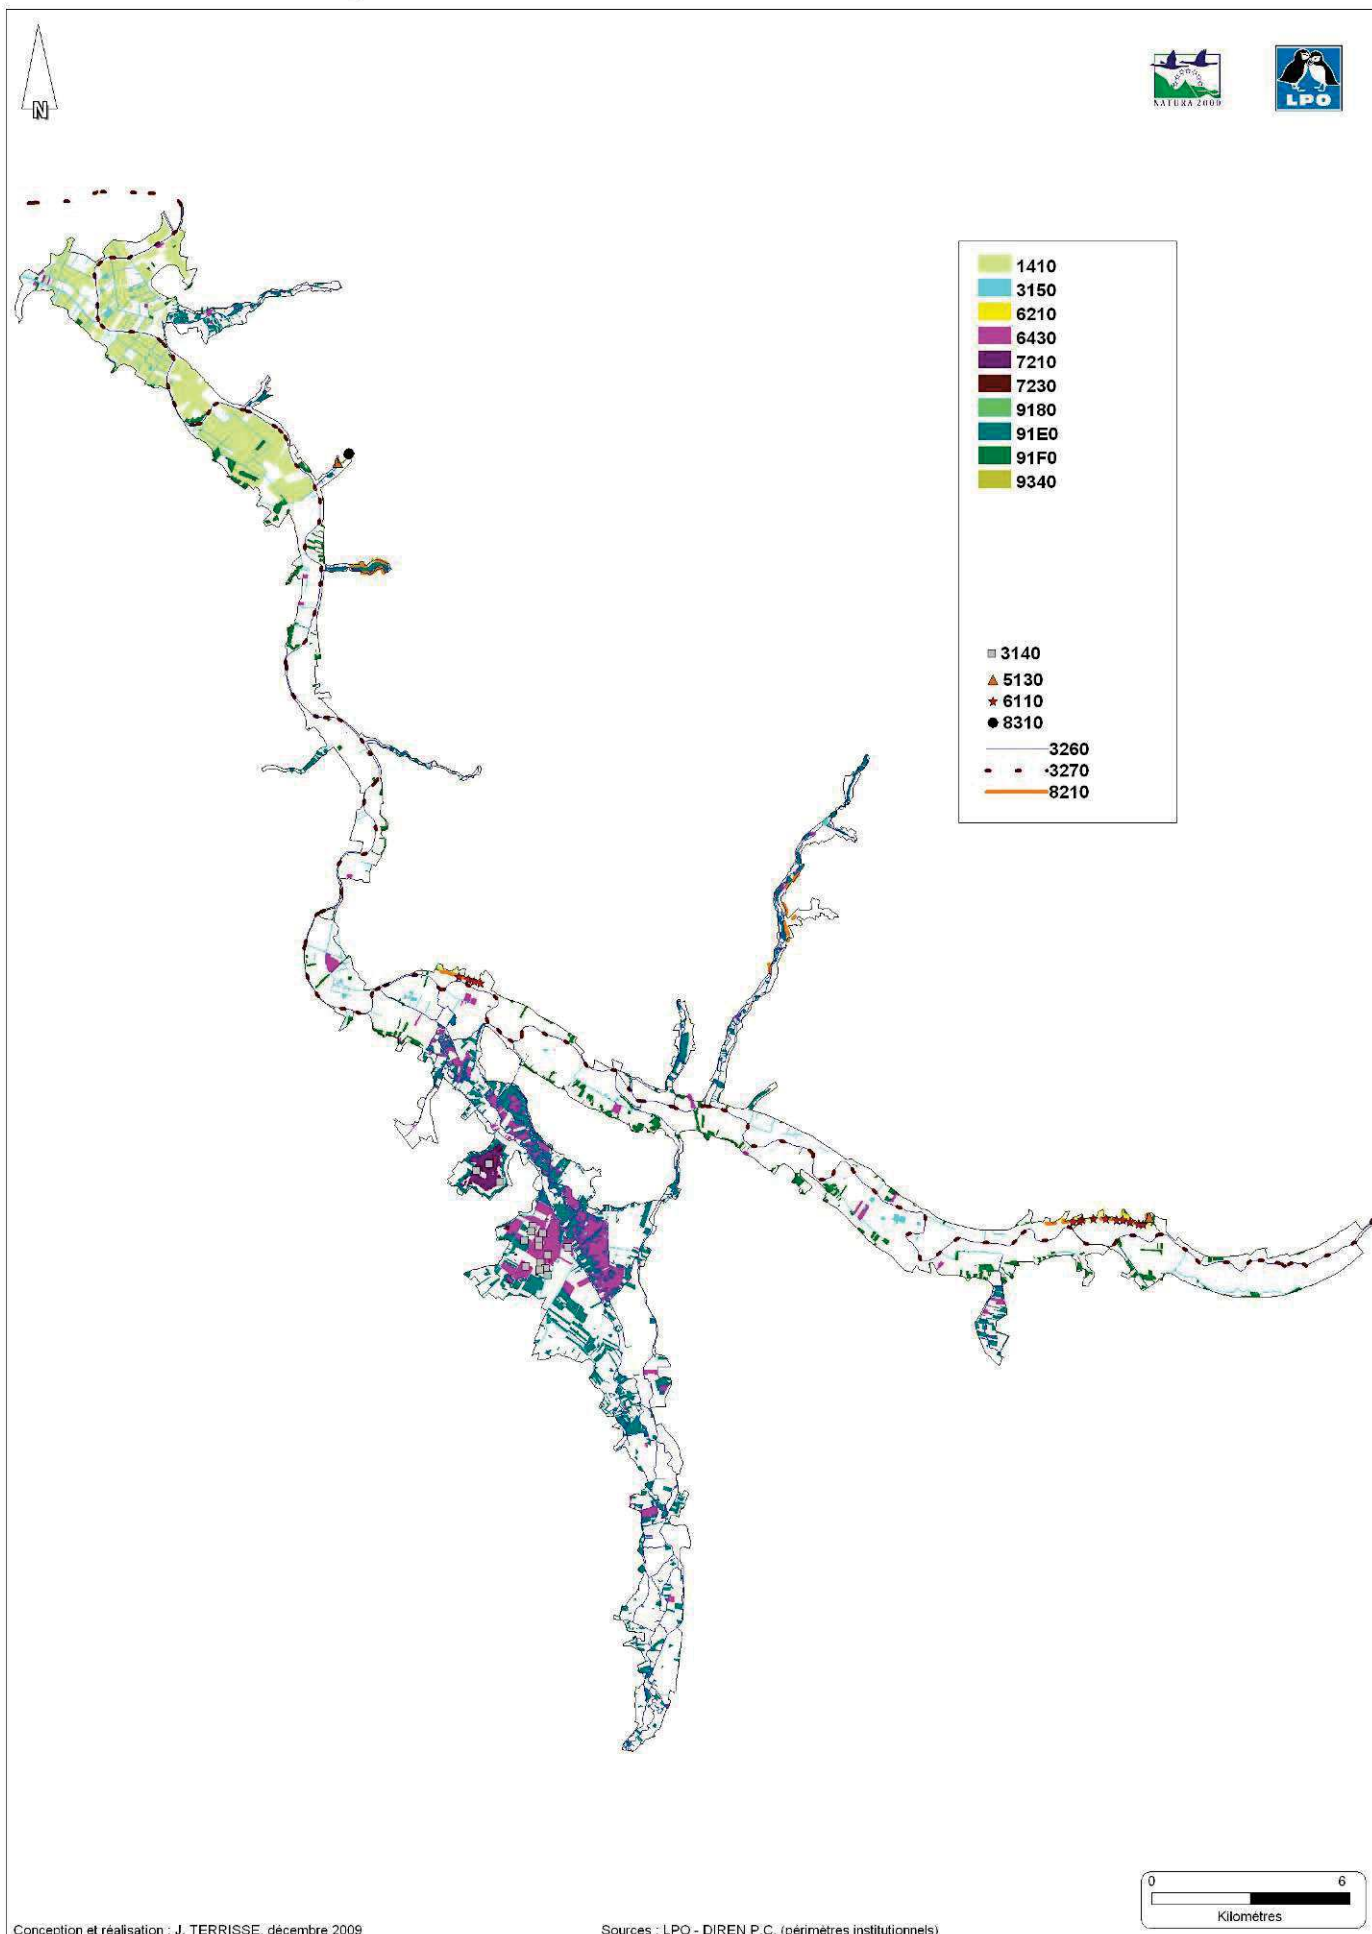 N
NATURA 2000
LPO
1410
3150
6210
6430
7210
7230
9180
91E0
91F0
9340
3140
5130
6110
8310
3260
3270
8210
0 6
Kilométres
Conception et réalisation : J. TERRISSE, décembre 2009
Sources : LPO - DIREN P.C. (périmètres institutionnels)